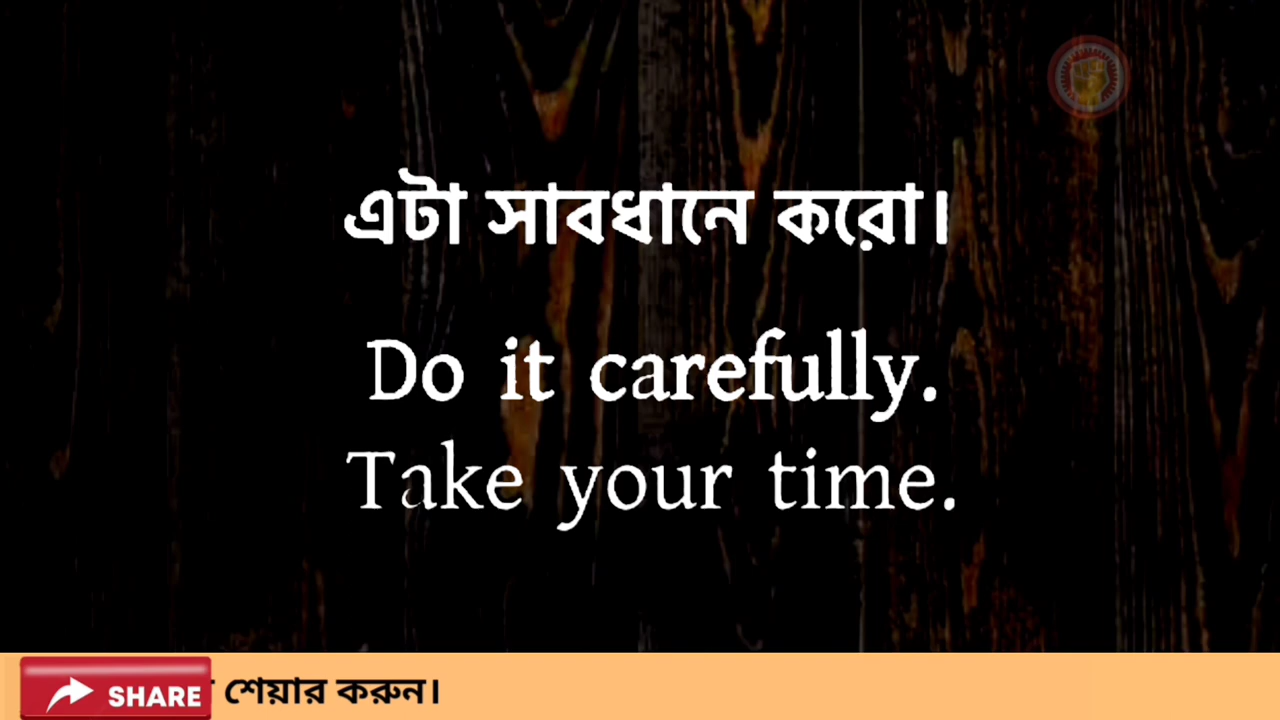 এটা সাবধানে করো।
Do it carefully.
Take your time.
SHARE শেয়ার করুন।